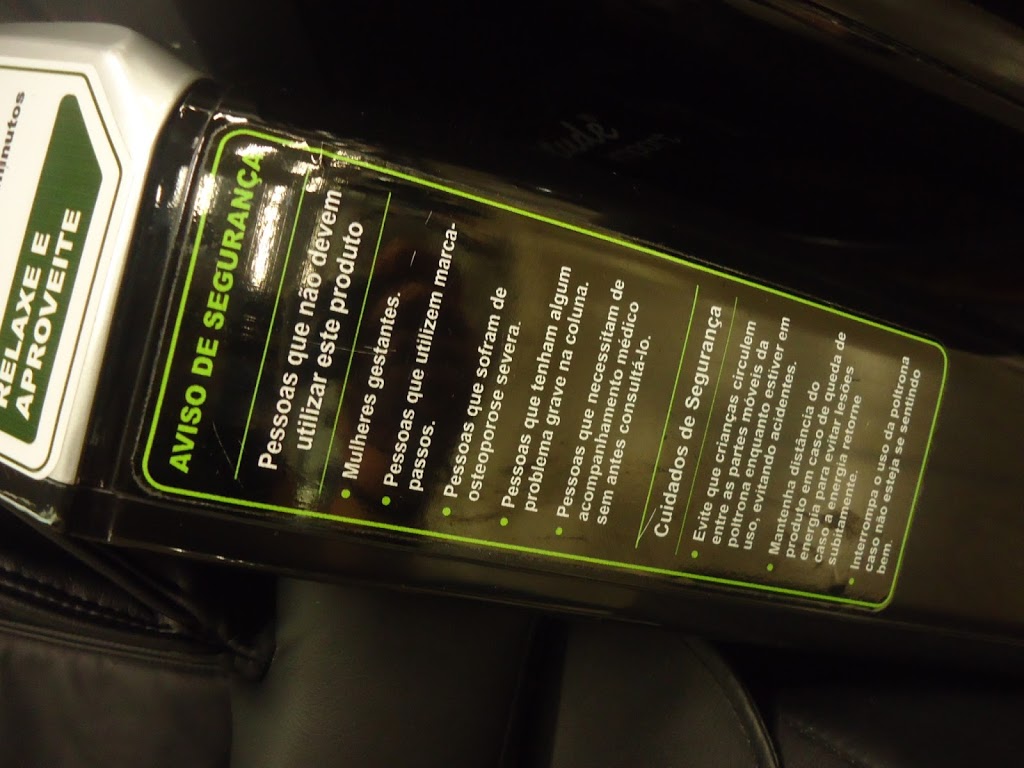 minutos
RELAXE E
APROVEITE
AVISO DE SEGURANÇA
Pessoas que não devem
utilizar este produto
• Mulheres gestantes.
• Pessoas que utilizem marca-
passos.
• Pessoas que sofram de
osteoporose severa.
• Pessoas que tenham algum
problema grave na coluna.
• Pessoas que necessitam de
acompanhamento médico
sem antes consultá-lo.
Cuidados de Segurança
• Evite que crianças circulem
entre as partes móveis da
poltrona enquanto estiver em
uso, evitando acidentes.
• Mantenha distância do
produto em caso de queda de
energia para evitar lesões
caso a energia retorne
subitamente.
• Interrompa o uso da poltrona
caso não esteja se sentindo
bem.